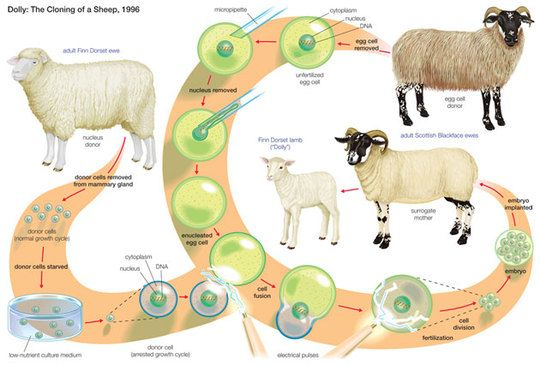 Dolly: The Cloning of a Sheep, 1996
adult Finn Dorset ewe
nucleus
donor
donor cells removed
from mammary gland
donor cells
(normal growth cycle)
donor cells starved
low-nutrient culture medium
cytoplasm
nucleus
DNA
donor cell
(arrested growth cycle)
micropipette
cytoplasm
nucleus
DNA
unfertilized
egg cell
egg cell
removed
egg cell
donor
nucleus removed
enucleated
egg cell
cell
fusion
electrical pulses
fertilization
cell
division
embryo
embryo
implanted
adult Scottish Blackface ewes
surrogate
mother
Finn Dorset lamb
("Dolly")